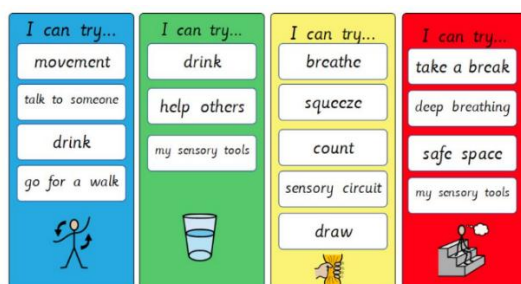 I can try...
movement
talk to someone
drink
go for a walk
I can try...
drink
help others
my sensory tools
I can try...
breathe
squeeze
count
sensory circuit
draw
I can try...
take a break
deep breathing
safe space
my sensory tools